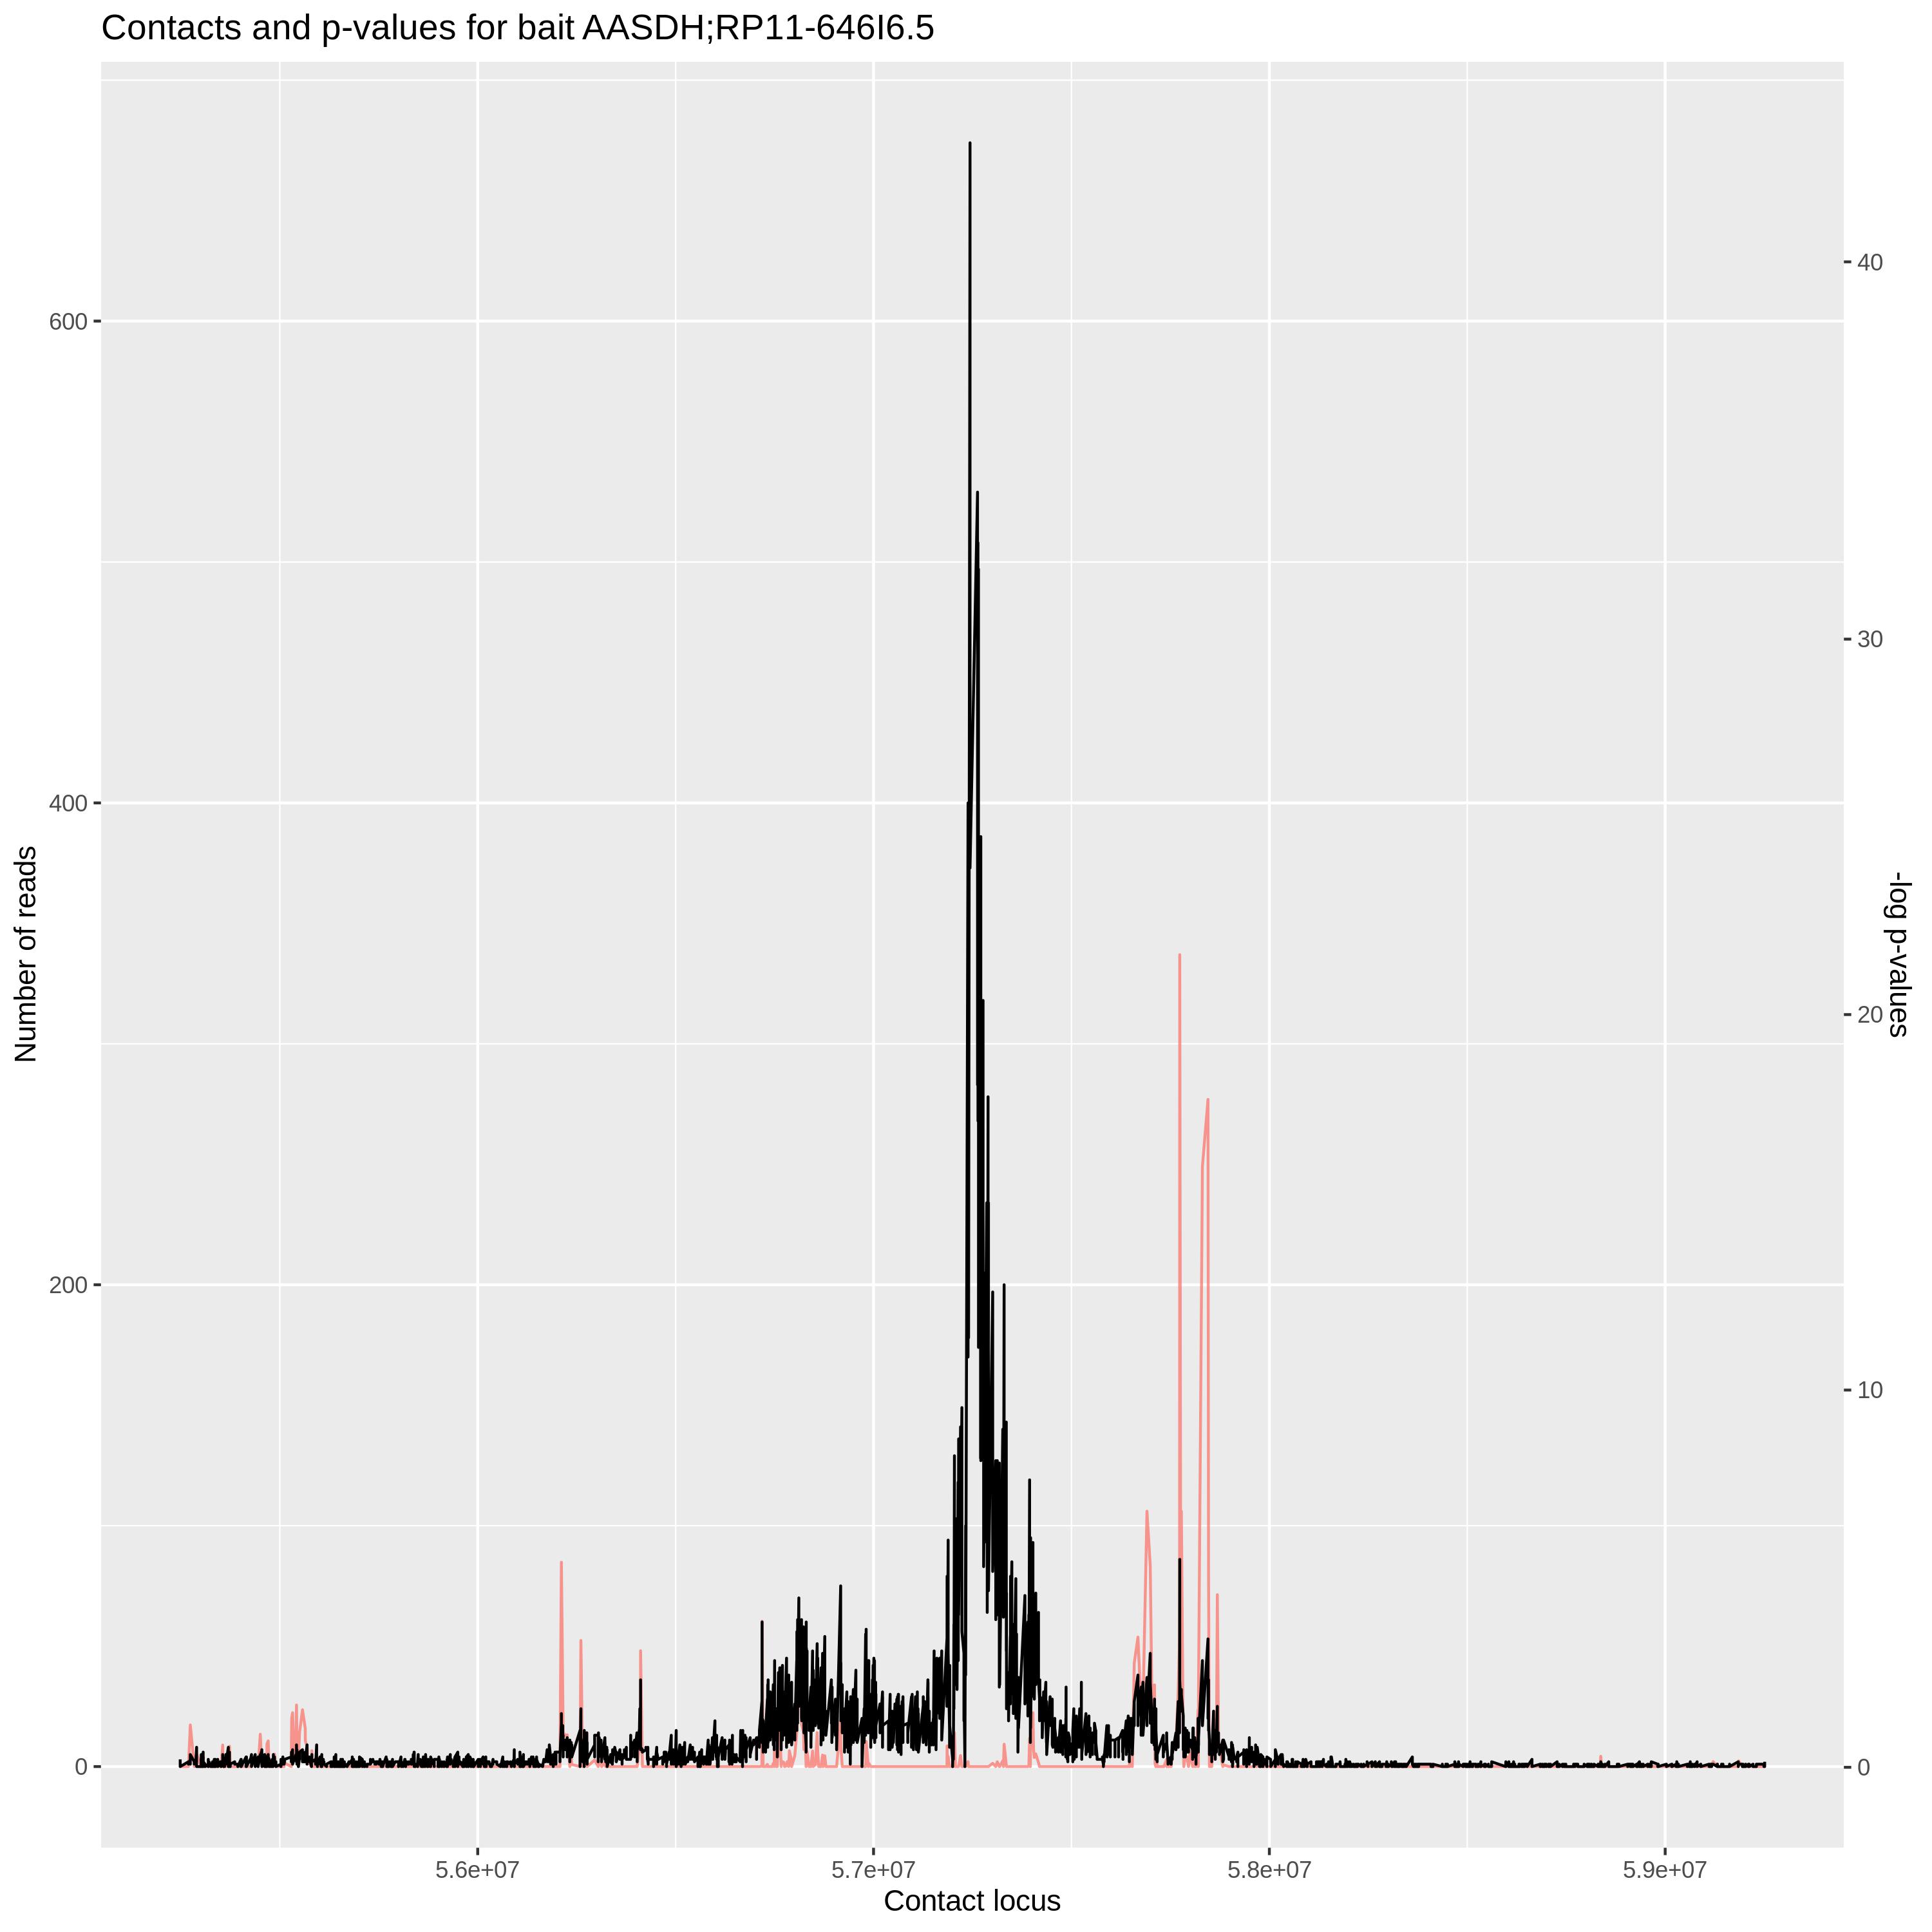 Contacts and p-values for bait AASDH;RP11-646I6.5
600
400
200
0
Number of reads
40
30
20
10
0
-log p-values
5.6e+07
5.7e+07
5.8e+07
5.9e+07
Contact locus